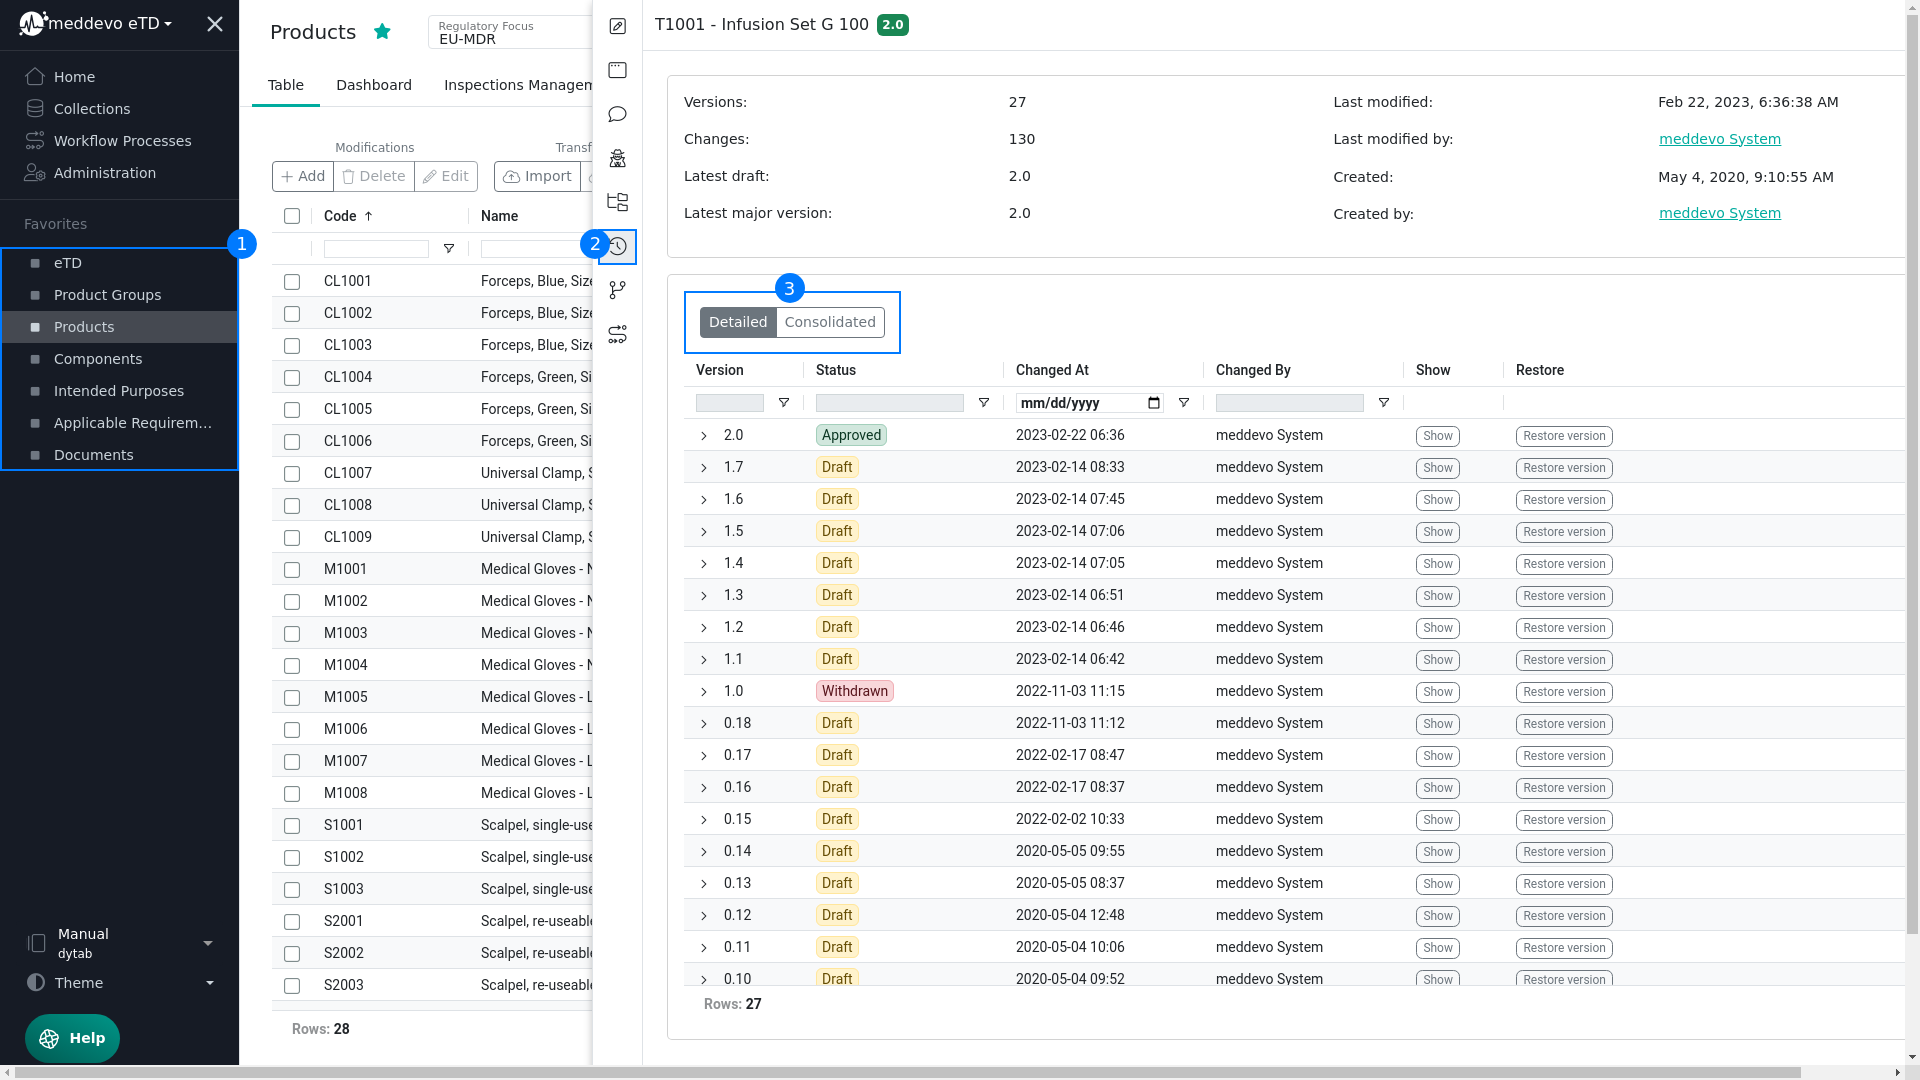 meddevo eTD
Home
Collections
Workflow Processes
Administration
Favorites
1
eTD
Product Groups
Products
Components
Intended Purposes
Applicable Requirem...
Documents
Manual
dytab
Theme
Help
Products
Regulatory Focus
EU-MDR
Table Dashboard Inspections Managem
Modifications
Add Delete Edit Import
Code Name
CL1001 Forceps, Blue,
CL1002 Forceps, Blue,
CL1003 Forceps, Blue,
CL1004 Forceps, Green,
CL1005 Forceps, Green,
CL1006 Forceps, Green,
CL1007 Universal Clamp,
CL1008 Universal Clamp,
CL1009 Universal Clamp,
M1001 Medical Gloves -
M1002 Medical Gloves -
M1003 Medical Gloves -
M1004 Medical Gloves -
M1005 Medical Gloves -
M1006 Medical Gloves -
M1007 Medical Gloves -
M1008 Medical Gloves -
S1001 Scalpel, single-use
S1002 Scalpel, single-use
S1003 Scalpel, single-use
S2001 Scalpel, re-useable
S2002 Scalpel, re-useable
S2003 Scalpel, re-useable
Rows: 28
2
T1001 - Infusion Set G 100 2.0
Versions: 27 Last modified: Feb 22, 2023, 6:36:38 AM
Changes: 130 Last modified by: meddevo System
Latest draft: 2.0 Created: May 4, 2020, 9:10:55 AM
Latest major version: 2.0 Created by: meddevo System
3
Detailed Consolidated
Version Status Changed At Changed By Show Restore
mm/dd/yyyy
2.0 Approved 2023-02-22 06:36 meddevo System Show Restore version
1.7 Draft 2023-02-14 08:33 meddevo System Show Restore version
1.6 Draft 2023-02-14 07:45 meddevo System Show Restore version
1.5 Draft 2023-02-14 07:06 meddevo System Show Restore version
1.4 Draft 2023-02-14 07:05 meddevo System Show Restore version
1.3 Draft 2023-02-14 06:51 meddevo System Show Restore version
1.2 Draft 2023-02-14 06:46 meddevo System Show Restore version
1.1 Draft 2023-02-14 06:42 meddevo System Show Restore version
1.0 Withdrawn 2022-11-03 11:15 meddevo System Show Restore version
0.18 Draft 2022-11-03 11:12 meddevo System Show Restore version
0.17 Draft 2022-02-17 08:47 meddevo System Show Restore version
0.16 Draft 2022-02-17 08:37 meddevo System Show Restore version
0.15 Draft 2022-02-02 10:33 meddevo System Show Restore version
0.14 Draft 2020-05-05 09:55 meddevo System Show Restore version
0.13 Draft 2020-05-05 08:37 meddevo System Show Restore version
0.12 Draft 2020-05-04 12:48 meddevo System Show Restore version
0.11 Draft 2020-05-04 10:06 meddevo System Show Restore version
0.10 Draft 2020-05-04 09:52 meddevo System Show Restore version
Rows: 27